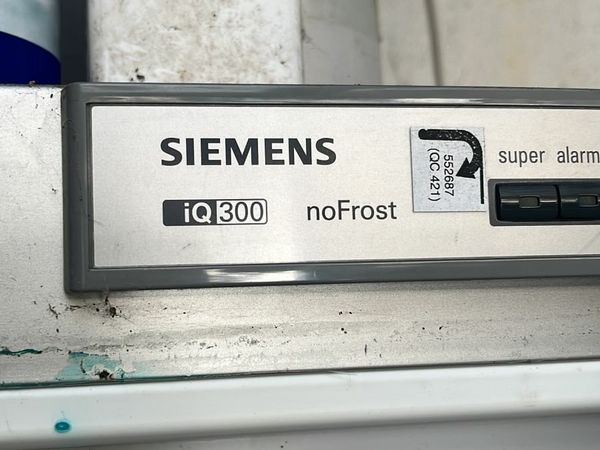 SIEMENS
iQ300 noFrost
552687
(QC 421)
super alarm